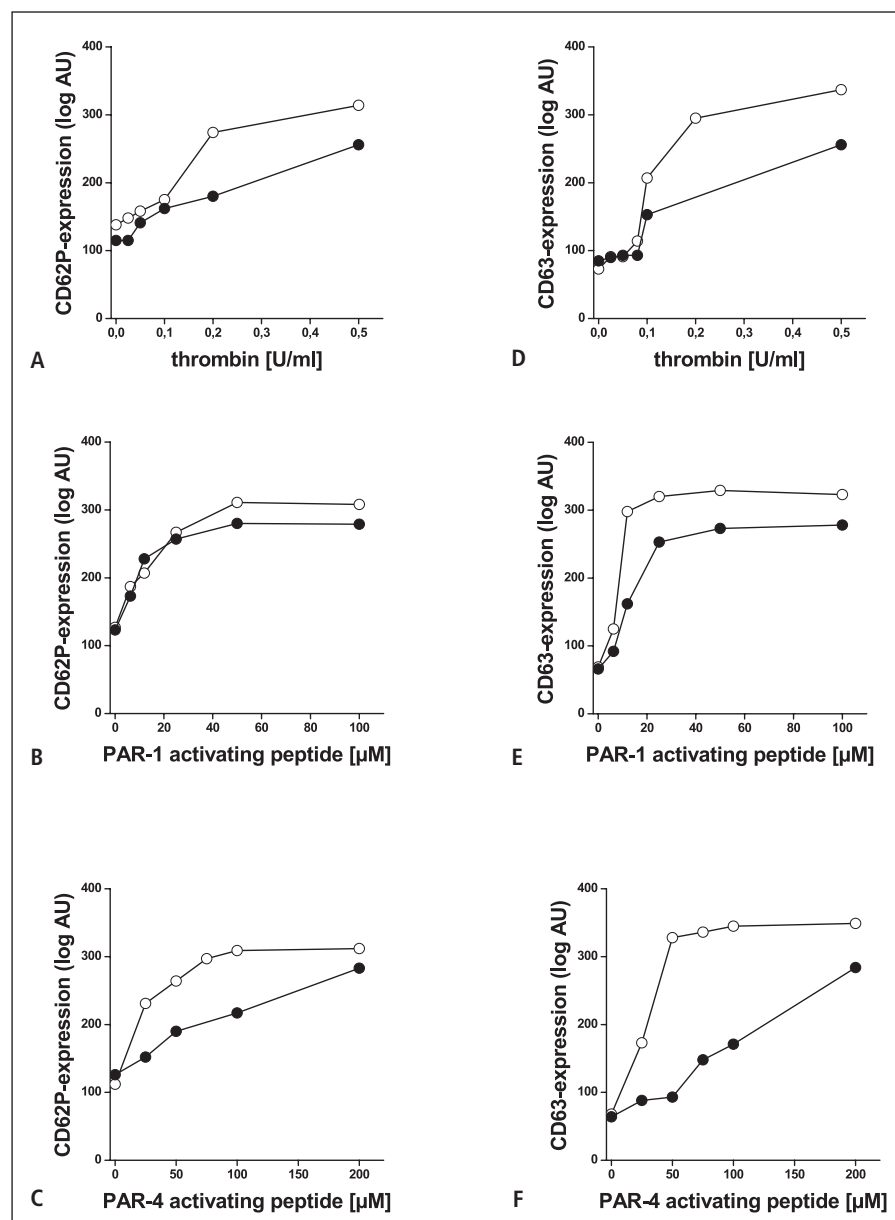 400
300
200
100
0
CD62P-expression (log AU)
0,0 0,1 0,2 0,3 0,4 0,5
thrombin [U/ml]
A
400
300
200
100
0
CD63-expression (log AU)
0,0 0,1 0,2 0,3 0,4 0,5
thrombin [U/ml]
D
400
300
200
100
0
CD62P-expression (log AU)
0 20 40 60 80 100
PAR-1 activating peptide [µM]
B
400
300
200
100
0
CD63-expression (log AU)
0 20 40 60 80 100
PAR-1 activating peptide [µM]
E
400
300
200
100
0
CD62P-expression (log AU)
0 50 100 150 200
PAR-4 activating peptide [µM]
C
400
300
200
100
0
CD63-expression (log AU)
0 50 100 150 200
PAR-4 activating peptide [µM]
F